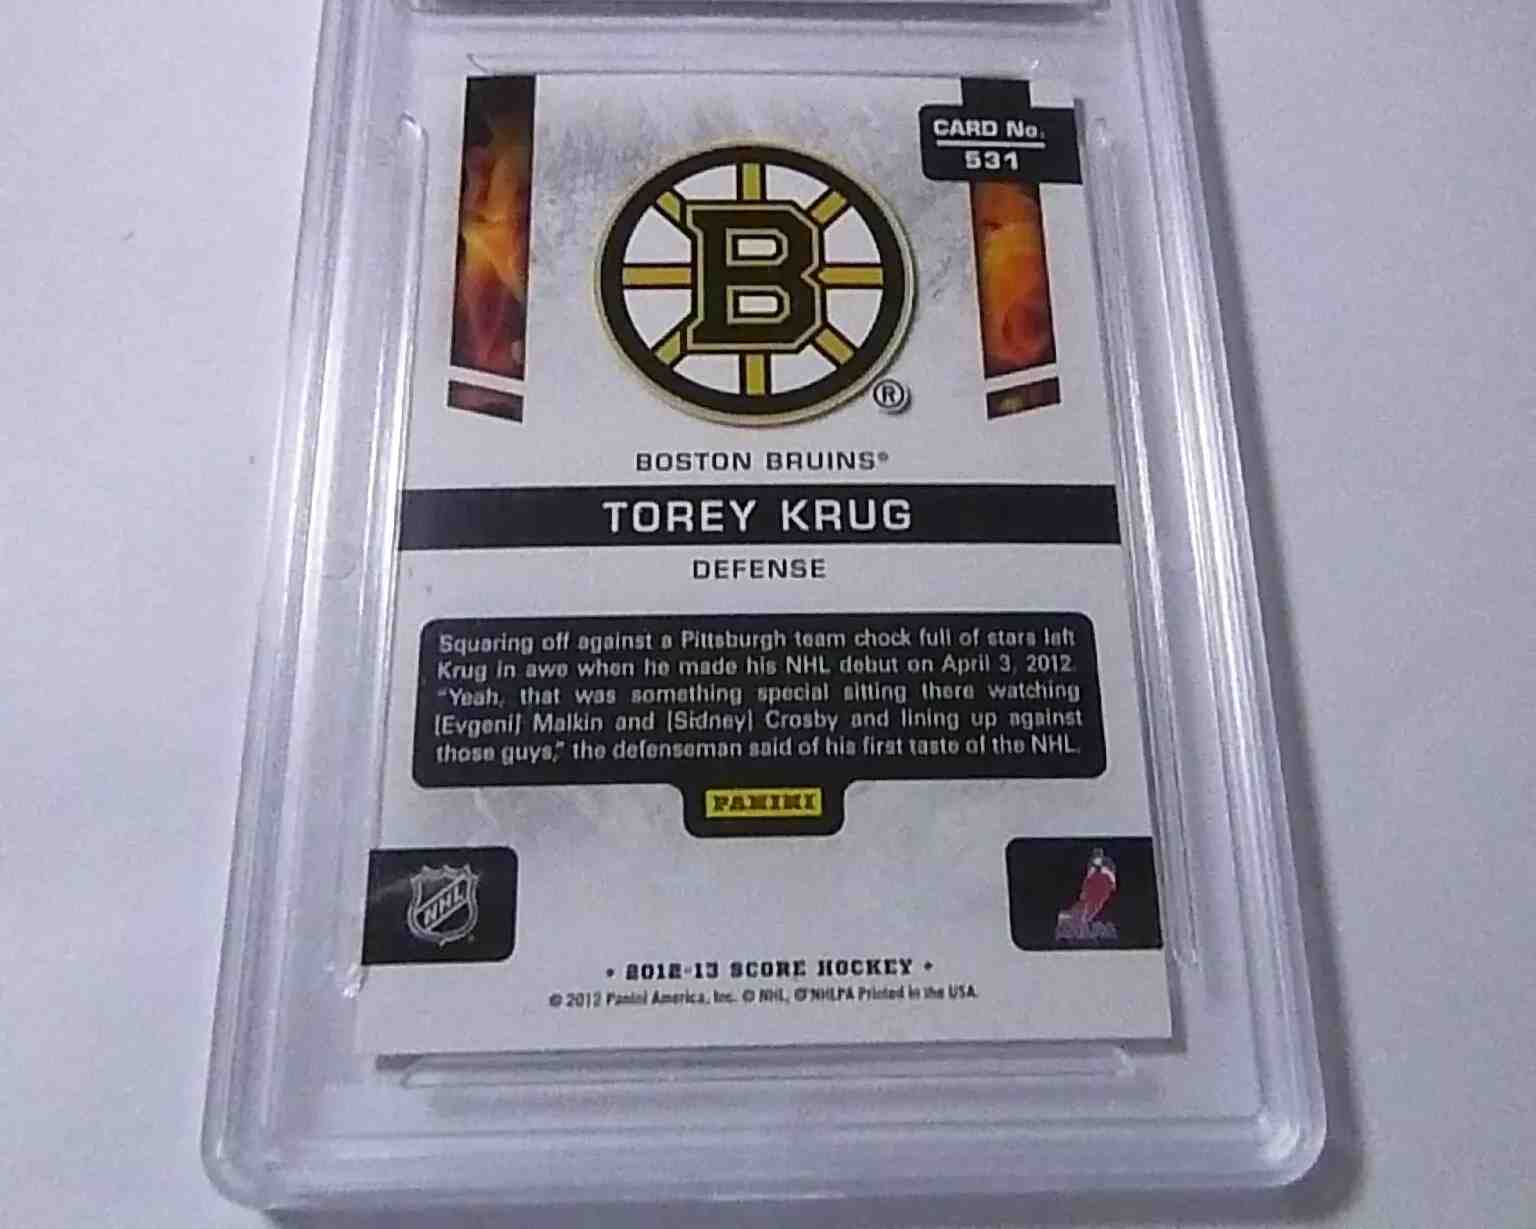 CARD No.
531
B
®
BOSTON BRUINS®
TOREY KRUG
DEFENSE
Squaring off against a Pittsburgh team chock full of stars left
Krug in awe when he made his NHL debut on April 3, 2012.
"Yeah, that was something special sitting there watching
[Evgeni] Malkin and [Sidney] Crosby and lining up against
those guys," the defenseman said of his first taste of the NHL.
PANINI
NHL
NHLPA
• 2012-13 SCORE HOCKEY •
© 2012 Panini America, Inc. © NHL, © NHLPA Printed in the USA.